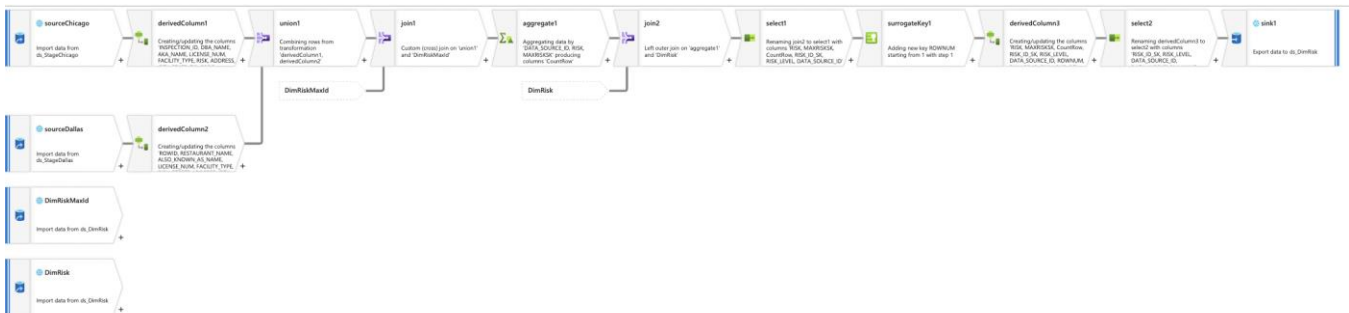 sourceChicago
Import data from
ds_StageChicago
derivedColumn1
Creating/updating the columns
'INSPECTION_ID, DBA_NAME,
AKA_NAME, LICENSE_NUM,
FACILITY_TYPE, RISK, ADDRESS,
union1
Combining rows from
transformation
'derivedColumn1,
derivedColumn2'
join1
Custom (cross) join on 'union1'
and 'DimRiskMaxId'
aggregate1
Aggregating data by
'DATA_SOURCE_ID, RISK,
MAXRISKSK' producing
columns 'CountRow'
join2
Left outer join on 'aggregate1'
and 'DimRisk'
select1
Renaming join2 to select1 with
columns 'RISK, MAXRISKSK,
CountRow, RISK_ID_SK,
RISK_LEVEL, DATA_SOURCE_ID'
surrogateKey1
Adding new key ROWNUM
starting from 1 with step 1
derivedColumn3
Creating/updating the columns
'RISK, MAXRISKSK, CountRow,
RISK_ID_SK, RISK_LEVEL,
DATA_SOURCE_ID, ROWNUM,
select2
Renaming derivedColumn3 to
select2 with columns
'RISK_ID_SK, RISK_LEVEL,
DATA_SOURCE_ID,
sink1
Export data to ds_DimRisk
DimRiskMaxId
DimRisk
sourceDallas
Import data from
ds_StageDallas
derivedColumn2
Creating/updating the columns
'ROWID, RESTAURANT_NAME,
ALSO_KNOWN_AS_NAME,
LICENSE_NUM, FACILITY_TYPE,
DimRiskMaxId
Import data from ds_DimRisk
DimRisk
Import data from ds_DimRisk